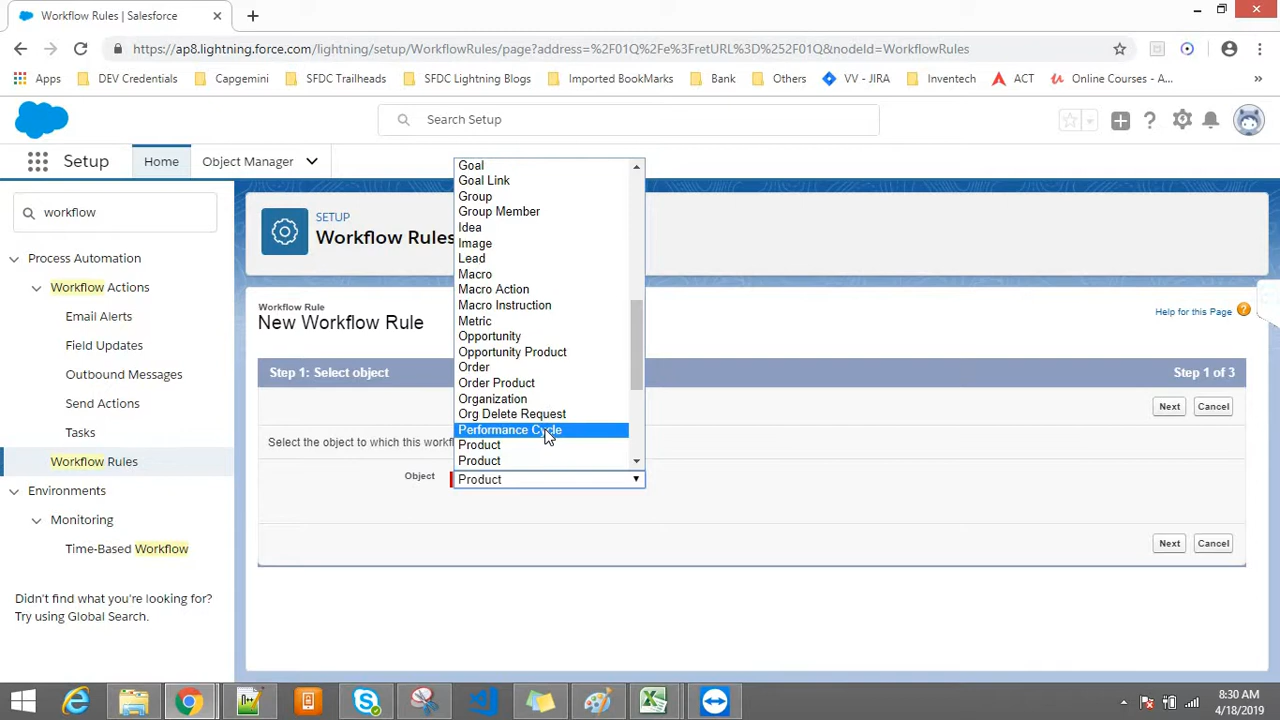 Workflow Rules | Salesforce
https://ap8.lightning.force.com/lightning/setup/WorkflowRules/page?address=%2F01Q%2Fe%3FretURL%3D%252F01Q&nodeId=WorkflowRules
Apps
DEV Credentials
Capgemini
SFDC Trailheads
SFDC Lightning Blogs
Imported BookMarks
Bank
Others
VV - JIRA
Inventech
ACT
Online Courses - A...
Search Setup
Setup
Home
Object Manager
workflow
Process Automation
Workflow Actions
Email Alerts
Field Updates
Outbound Messages
Send Actions
Tasks
Workflow Rules
Environments
Monitoring
Time-Based Workflow
Didn't find what you're looking for?
Try using Global Search.
SETUP
Workflow Rules
Workflow Rule
New Workflow Rule
Help for this Page
Step 1: Select object
Step 1 of 3
Next
Cancel
Select the object to which this workfl
Object
Goal
Goal Link
Group
Group Member
Idea
Image
Lead
Macro
Macro Action
Macro Instruction
Metric
Opportunity
Opportunity Product
Order
Order Product
Organization
Org Delete Request
Performance Cycle
Product
Product
Product
Next
Cancel
8:30 AM
4/18/2019